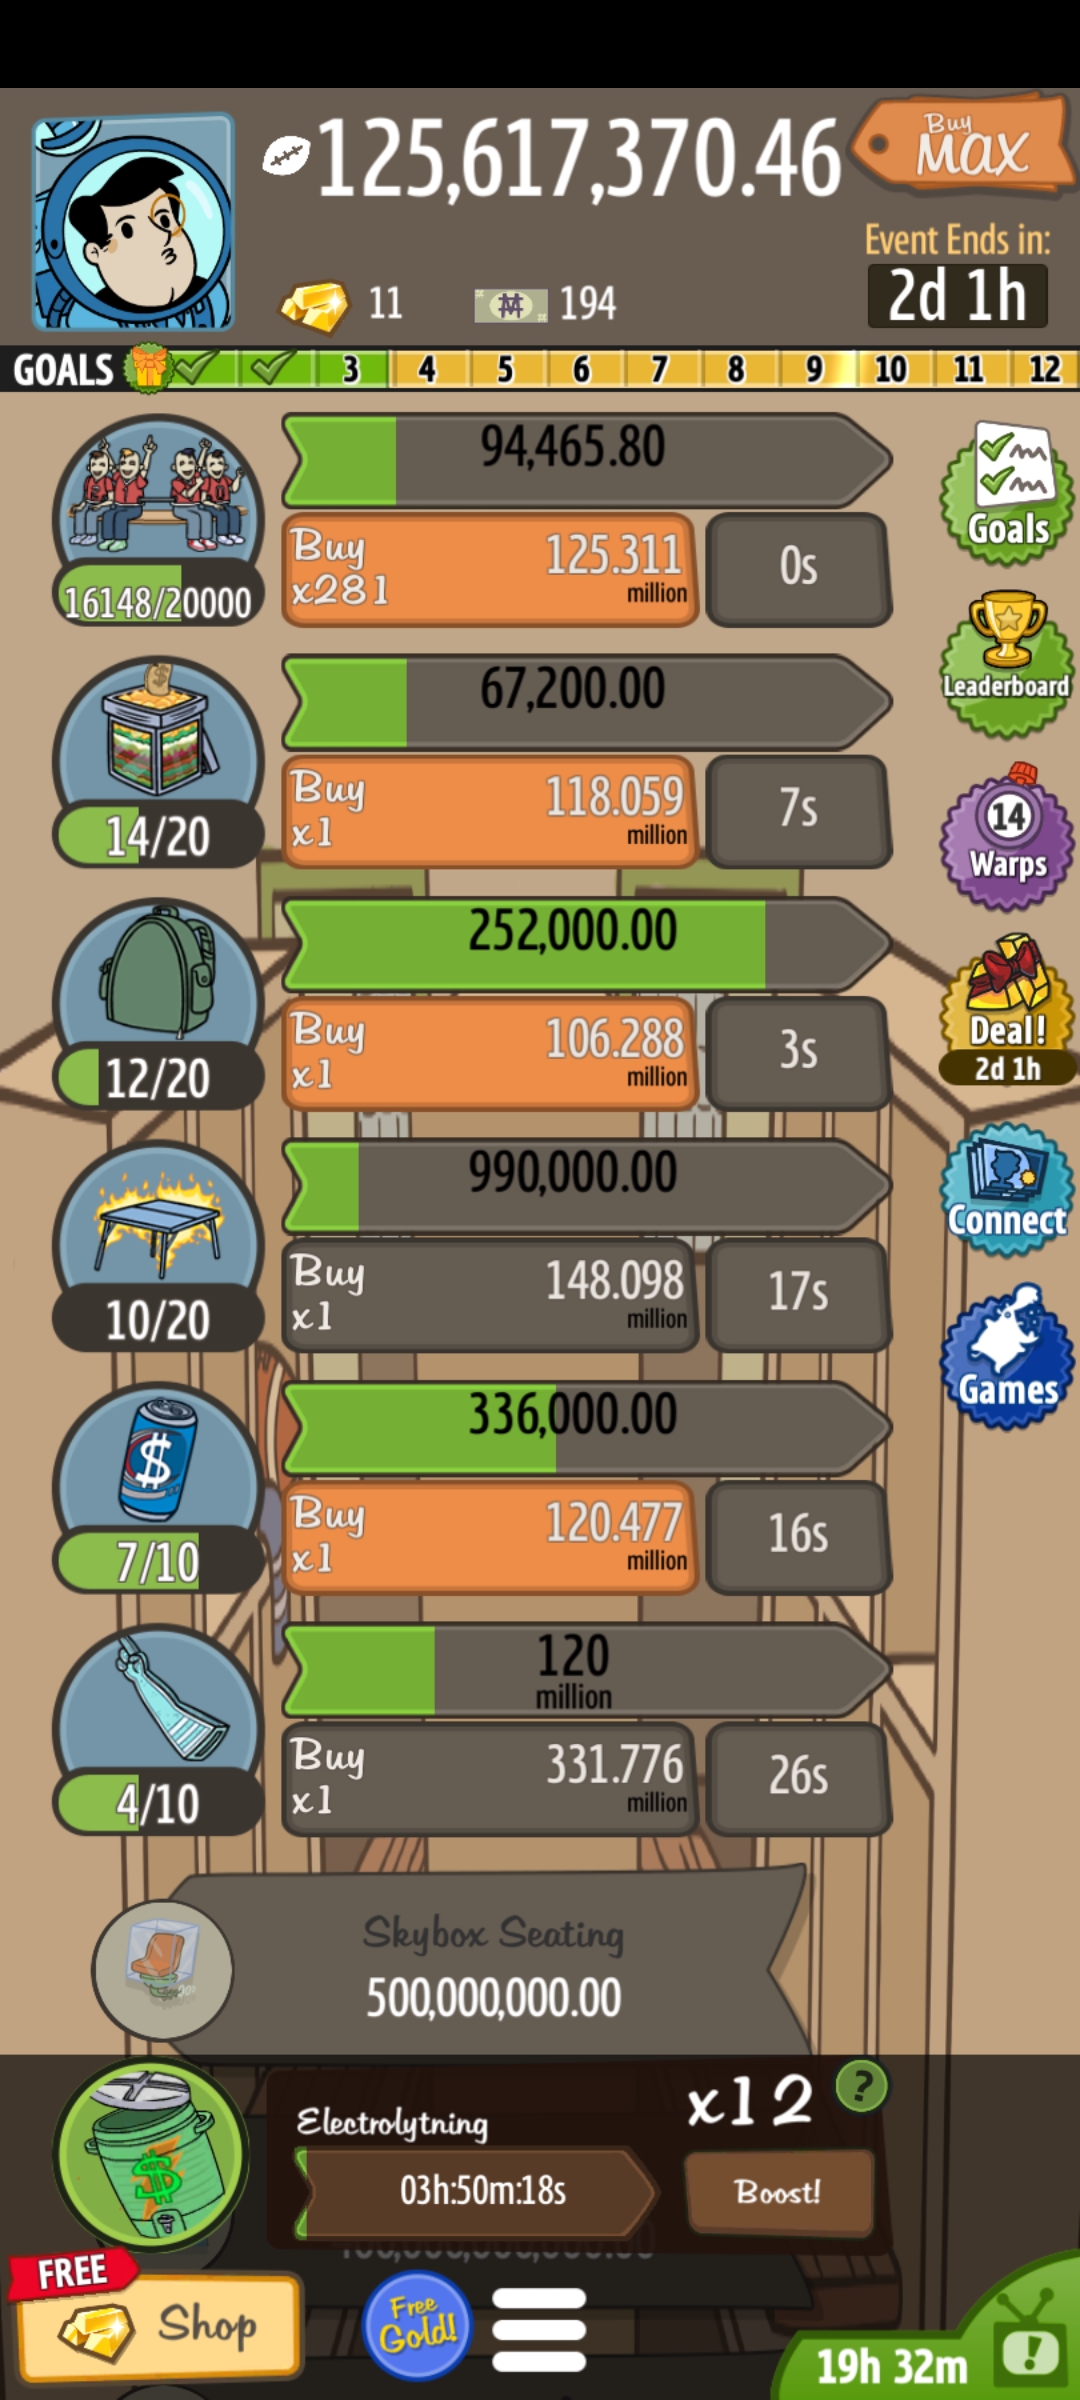 125,617,370.46
Buy
MAX
Event Ends in:
2d 1h
11
194
GOALS
3
4
5
6
7
8
9
10
11
12
94,465.80
16148/20000
Buy
x281
125.311
million
0s
Goals
67,200.00
Leaderboard
14/20
Buy
x1
118.059
million
7s
14
Warps
252,000.00
12/20
Buy
x1
106.288
million
3s
Deal!
2d 1h
990,000.00
10/20
Buy
x1
148.098
million
17s
Connect
336,000.00
7/10
Buy
x1
120.477
million
16s
Games
120
million
4/10
Buy
x1
331.776
million
26s
Skybox Seating
500,000,000.00
Electrolytning
x12
?
03h:50m:18s
Boost!
FREE
Shop
Free
Gold!
19h 32m